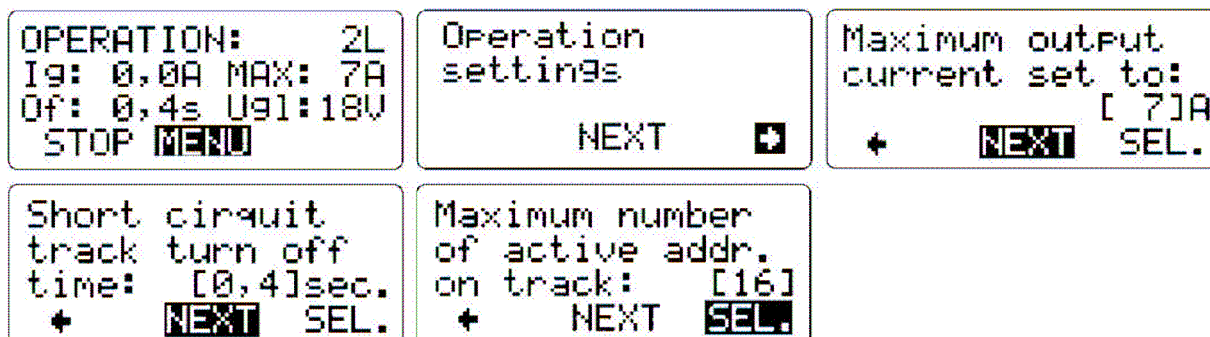 OPERATION: 2L
Ig: 0,0A MAX: 7A
Of: 0,4s Ugl:18V
STOP MENU
Operation
settings
NEXT →
Maximum output
current set to:
[ 7]A
← NEXT SEL.
Short cirquit
track turn off
time: [0,4]sec.
← NEXT SEL.
Maximum number
of active addr.
on track: [16]
← NEXT SEL.